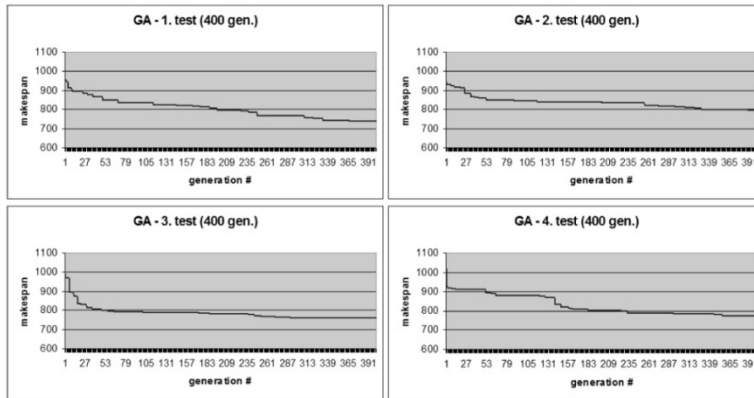 GA - 1. test (400 gen.)
makespan
1100
1000
900
800
700
600
1 27 53 79 105 131 157 183 209 235 261 287 313 339 365 391
generation #
GA - 2. test (400 gen.)
makespan
1100
1000
900
800
700
600
1 27 53 79 105 131 157 183 209 235 261 287 313 339 365 391
generation #
GA - 3. test (400 gen.)
makespan
1100
1000
900
800
700
600
1 27 53 79 105 131 157 183 209 235 261 287 313 339 365 391
generation #
GA - 4. test (400 gen.)
makespan
1100
1000
900
800
700
600
1 27 53 79 105 131 157 183 209 235 261 287 313 339 365 391
generation #